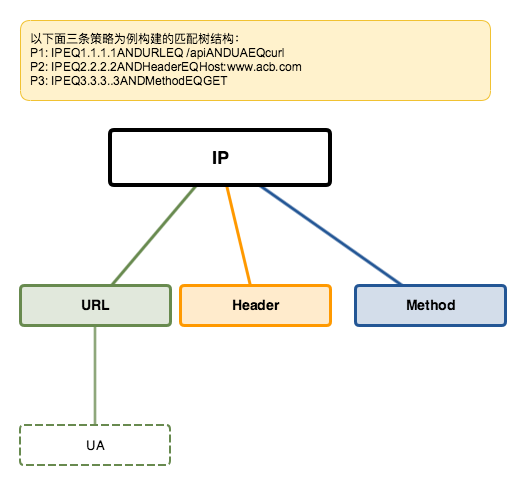 以下面三条策略为例构建的匹配树结构：
P1: IPEQ1.1.1.1ANDURLEQ /apiANDUAEQcurl
P2: IPEQ2.2.2.2ANDHeaderEQHost:www.acb.com
P3: IPEQ3.3.3..3ANDMethodEQGET
IP
URL
Header
Method
UA